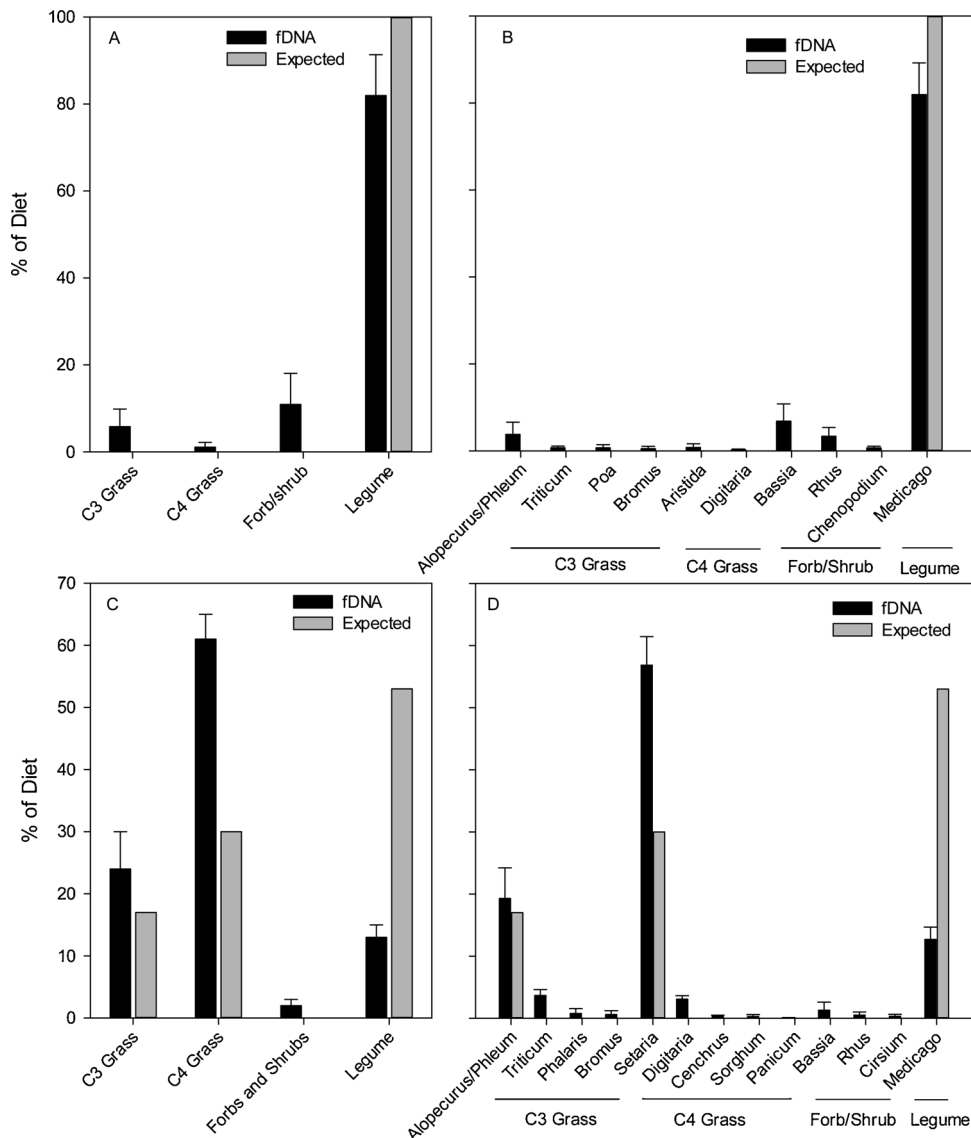 A
fDNA
Expected
% of Diet
100
80
60
40
20
0
C3 Grass
C4 Grass
Forb/shrub
Legume
B
fDNA
Expected
Alopecurus/Phleum
Triticum
Poa
Bromus
Aristida
Digitaria
Bassia
Rhus
Chenopodium
Medicago
C3 Grass
C4 Grass
Forb/Shrub
Legume
C
fDNA
Expected
% of Diet
70
60
50
40
30
20
10
0
C3 Grass
C4 Grass
Forbs and Shrubs
Legume
D
fDNA
Expected
Alopecurus/Phleum
Triticum
Phalaris
Bromus
Setaria
Digitaria
Cenchrus
Sorghum
Panicum
Bassia
Rhus
Cirsium
Medicago
C3 Grass
C4 Grass
Forb/Shrub
Legume